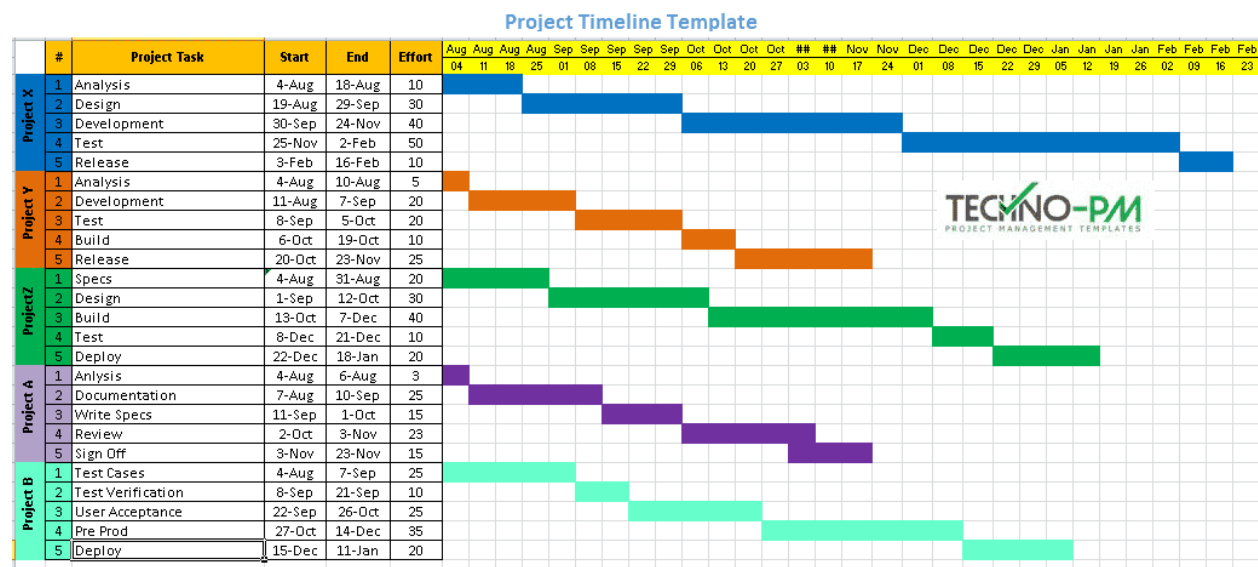 Project Timeline Template
# Project Task Start End Effort Aug Aug Aug Aug Sep Sep Sep Sep Sep Oct Oct Oct Oct ## ## Nov Nov Dec Dec Dec Dec Dec Jan Jan Jan Jan Feb Feb Feb Feb
04 11 18 25 01 08 15 22 29 06 13 20 27 03 10 17 24 01 08 15 22 29 05 12 19 26 02 09 16 23
Project X
1 Analysis 4-Aug 18-Aug 10
2 Design 19-Aug 29-Sep 30
3 Development 30-Sep 24-Nov 40
4 Test 25-Nov 2-Feb 50
5 Release 3-Feb 16-Feb 10
Project Y
1 Analysis 4-Aug 10-Aug 5
2 Development 11-Aug 7-Sep 20
3 Test 8-Sep 5-Oct 20
4 Build 6-Oct 19-Oct 10
5 Release 20-Oct 23-Nov 25
TECHNO-PM
PROJECT MANAGEMENT TEMPLATES
ProjectZ
1 Specs 4-Aug 31-Aug 20
2 Design 1-Sep 12-Oct 30
3 Build 13-Oct 7-Dec 40
4 Test 8-Dec 21-Dec 10
5 Deploy 22-Dec 18-Jan 20
Project A
1 Anlysis 4-Aug 6-Aug 3
2 Documentation 7-Aug 10-Sep 25
3 Write Specs 11-Sep 1-Oct 15
4 Review 2-Oct 3-Nov 23
5 Sign Off 3-Nov 23-Nov 15
Project B
1 Test Cases 4-Aug 7-Sep 25
2 Test Verification 8-Sep 21-Sep 10
3 User Acceptance 22-Sep 26-Oct 25
4 Pre Prod 27-Oct 14-Dec 35
5 Deploy 15-Dec 11-Jan 20